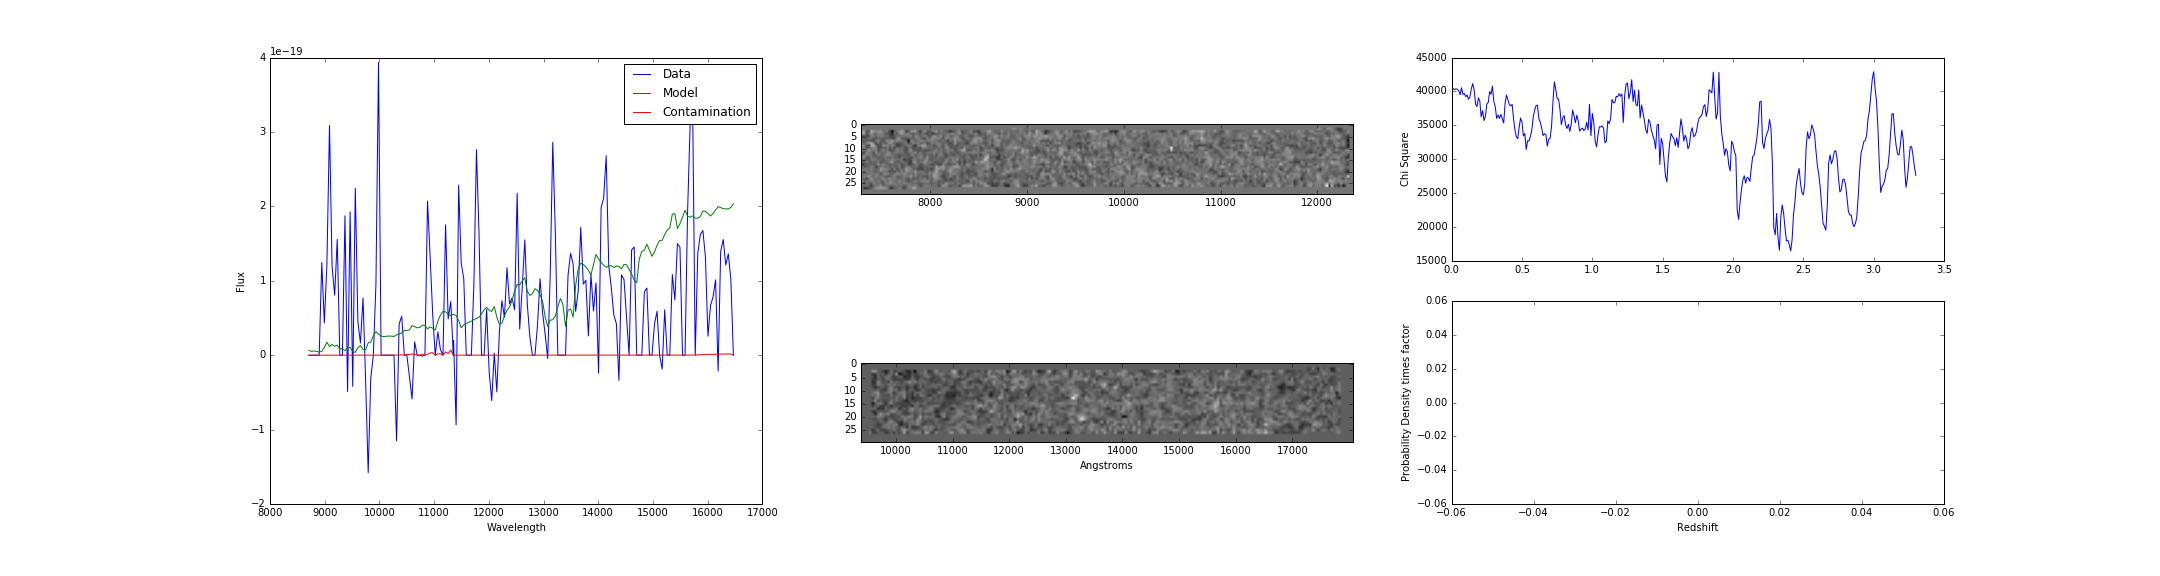 1e−19
4
3
2
1
0
−1
−2
8000 9000 10000 11000 12000 13000 14000 15000 16000 17000
Wavelength
Flux
Data
Model
Contamination
0
5
10
15
20
25
8000 9000 10000 11000 12000
0
5
10
15
20
25
10000 11000 12000 13000 14000 15000 16000 17000
Angstroms
45000
40000
35000
30000
25000
20000
15000
0.0 0.5 1.0 1.5 2.0 2.5 3.0 3.5
Chi Square
0.06
0.04
0.02
0.00
−0.02
−0.04
−0.06
−0.06 −0.04 −0.02 0.00 0.02 0.04 0.06
Redshift
Probability Density times factor